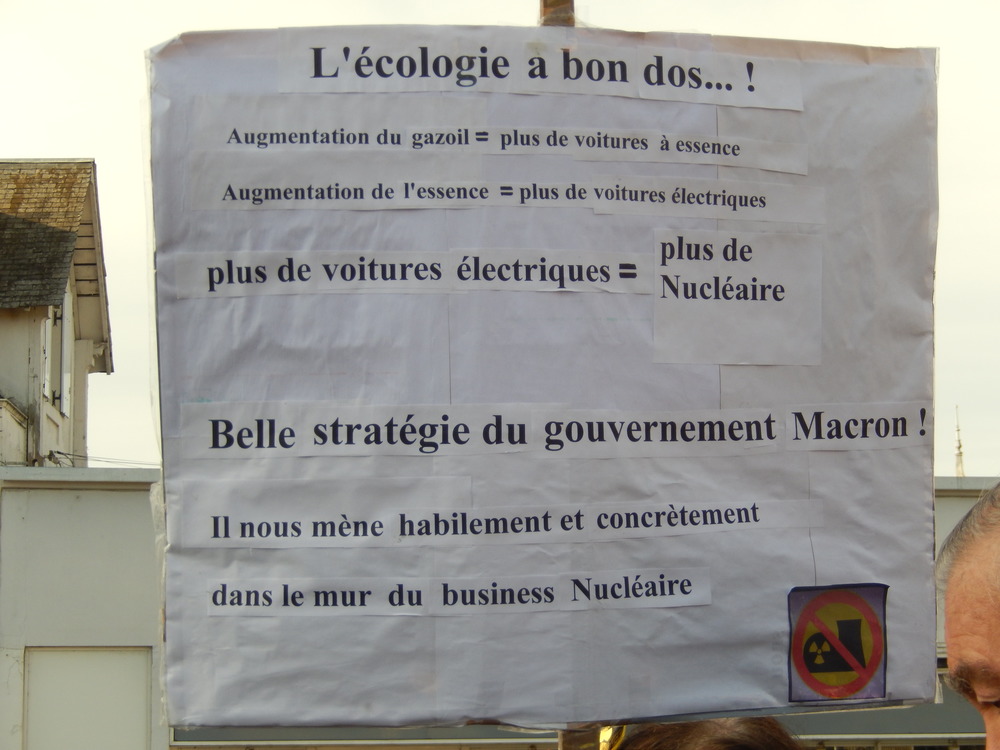 L'écologie a bon dos... !
Augmentation du gazoil = plus de voitures à essence
Augmentation de l'essence = plus de voitures électriques
plus de voitures électriques = plus de
Nucléaire
Belle stratégie du gouvernement Macron !
Il nous mène habilement et concrètement
dans le mur du business Nucléaire